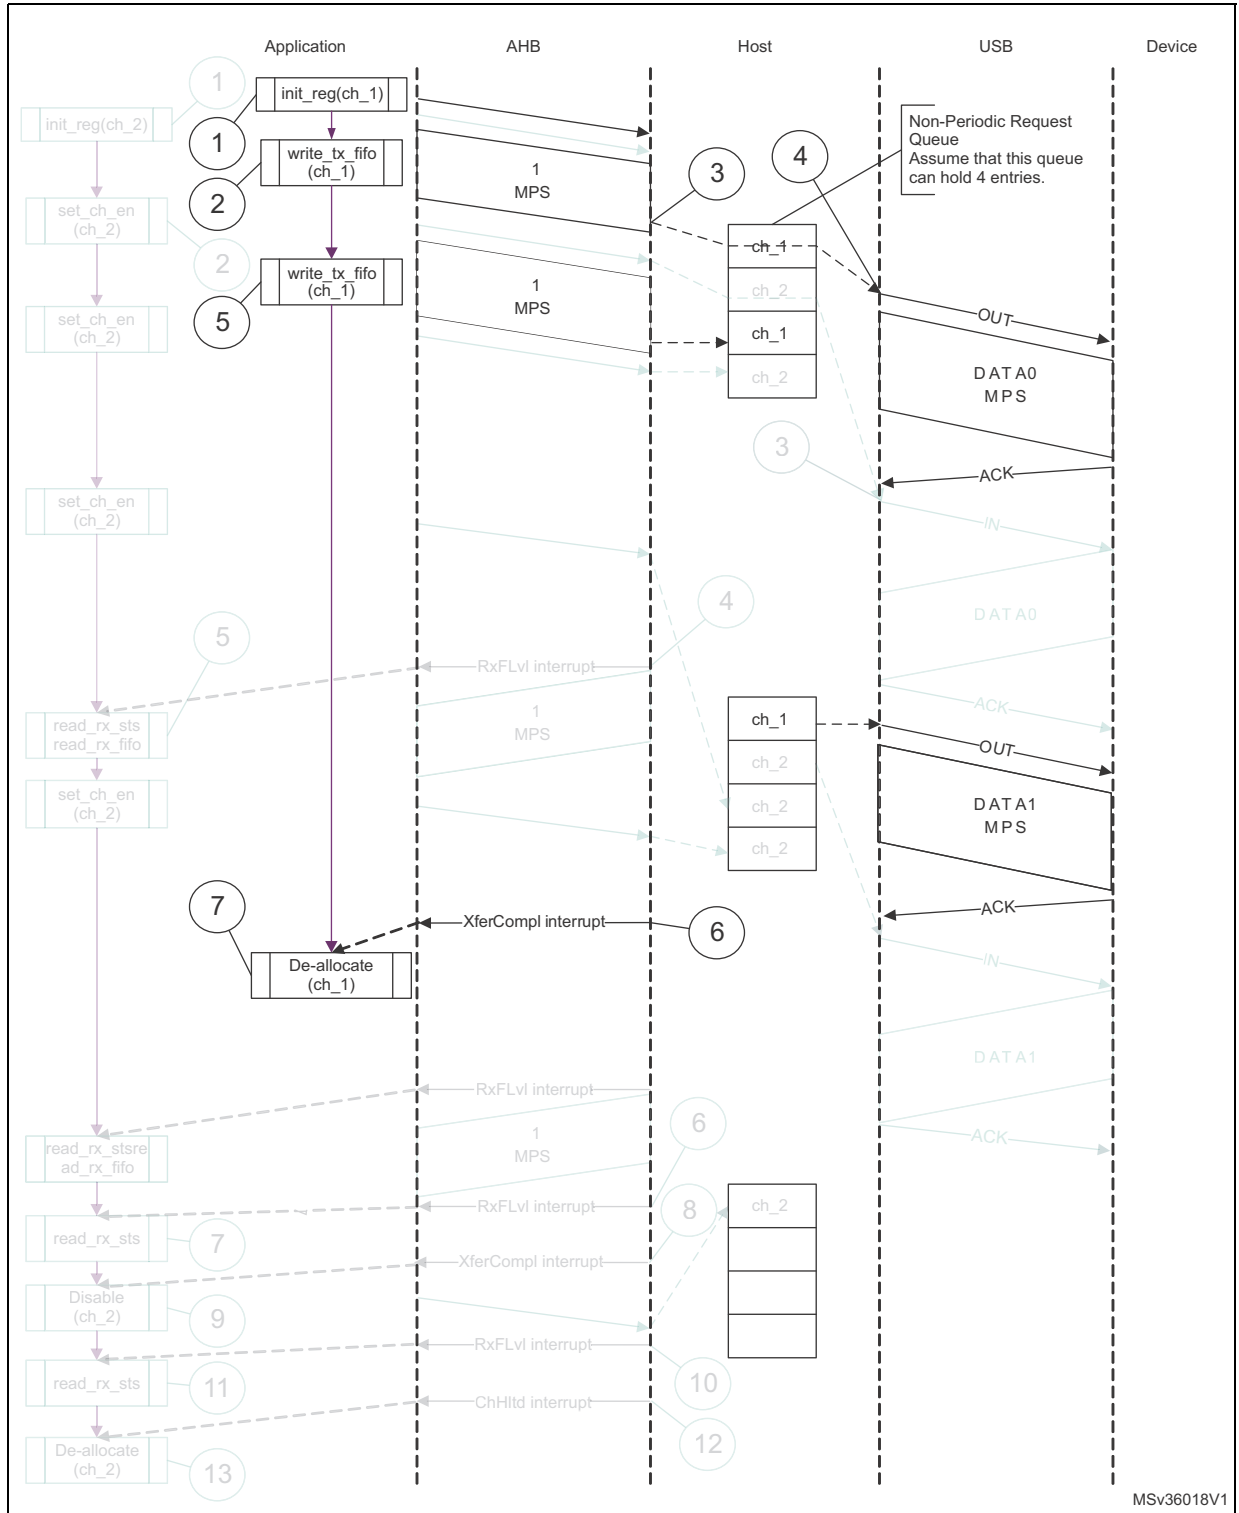 Application AHB Host USB Device
1
init_reg(ch_1)
init_reg(ch_2)
1
Non-Periodic Request
Queue
Assume that this queue
can hold 4 entries.
write_tx_fifo
(ch_1)
2
1
MPS
3
4
set_ch_en
(ch_2)
2
ch_1
write_tx_fifo
(ch_1)
5
1
MPS
ch_2
set_ch_en
(ch_2)
ch_1
OUT
ch_2
DATA0
MPS
3
ACK
set_ch_en
(ch_2)
IN
4
DATA0
5
RxFLvl interrupt
ACK
read_rx_sts
read_rx_fifo
1
MPS
ch_1
OUT
ch_2
set_ch_en
(ch_2)
ch_2
DATA1
MPS
ch_2
7
XferCompl interrupt
6
ACK
De-allocate
(ch_1)
IN
DATA1
RxFLvl interrupt
6
read_rx_stsre
ad_rx_fifo
1
MPS
ACK
RxFLvl interrupt
8
ch_2
read_rx_sts
7
XferCompl interrupt
Disable
(ch_2)
9
RxFLvl interrupt
read_rx_sts
11
10
ChHltd interrupt
12
De-allocate
(ch_2)
13
MSv36018V1